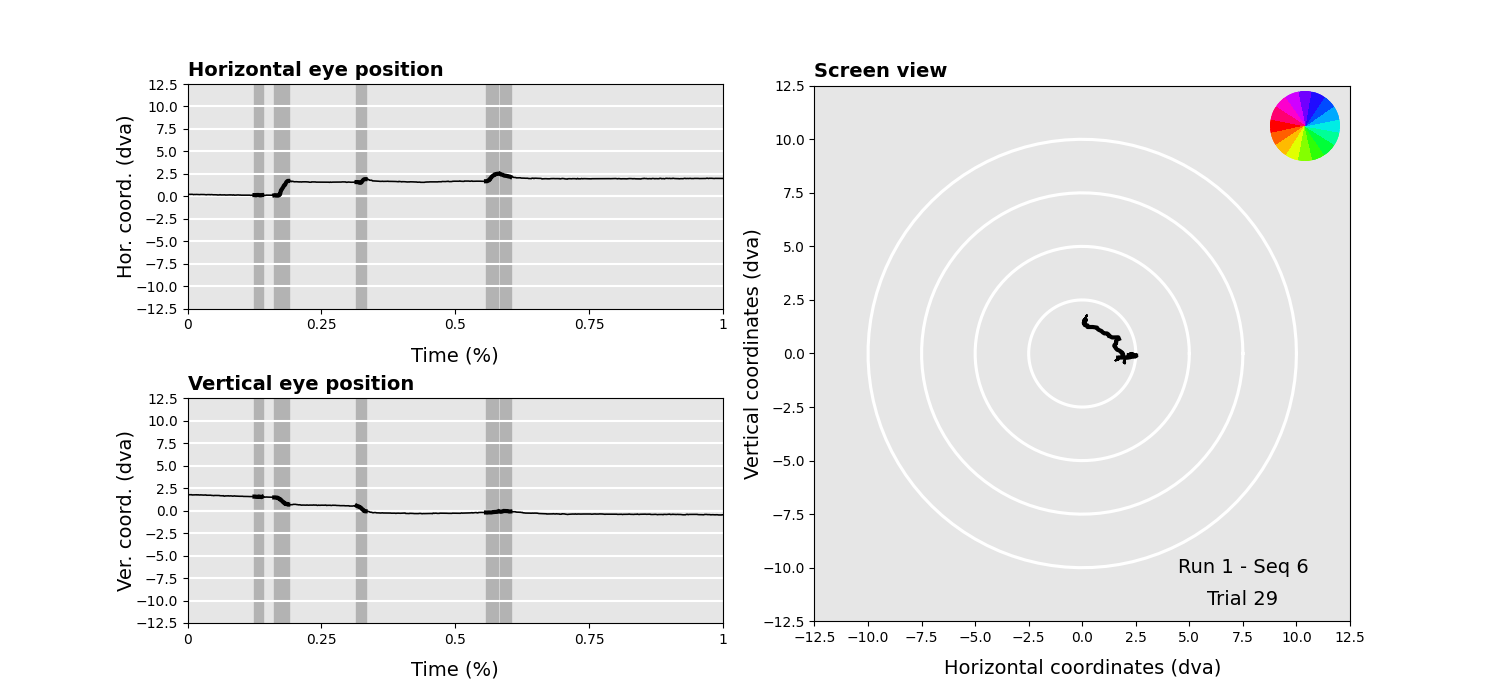 Horizontal eye position
Hor. coord. (dva)
12.5
10.0
7.5
5.0
2.5
0.0
−2.5
−5.0
−7.5
−10.0
−12.5
0 0.25 0.5 0.75 1
Time (%)
Vertical eye position
Ver. coord. (dva)
12.5
10.0
7.5
5.0
2.5
0.0
−2.5
−5.0
−7.5
−10.0
−12.5
0 0.25 0.5 0.75 1
Time (%)
Screen view
Vertical coordinates (dva)
12.5
10.0
7.5
5.0
2.5
0.0
−2.5
−5.0
−7.5
−10.0
−12.5
Run 1 - Seq 6
Trial 29
−12.5 −10.0 −7.5 −5.0 −2.5 0.0 2.5 5.0 7.5 10.0 12.5
Horizontal coordinates (dva)